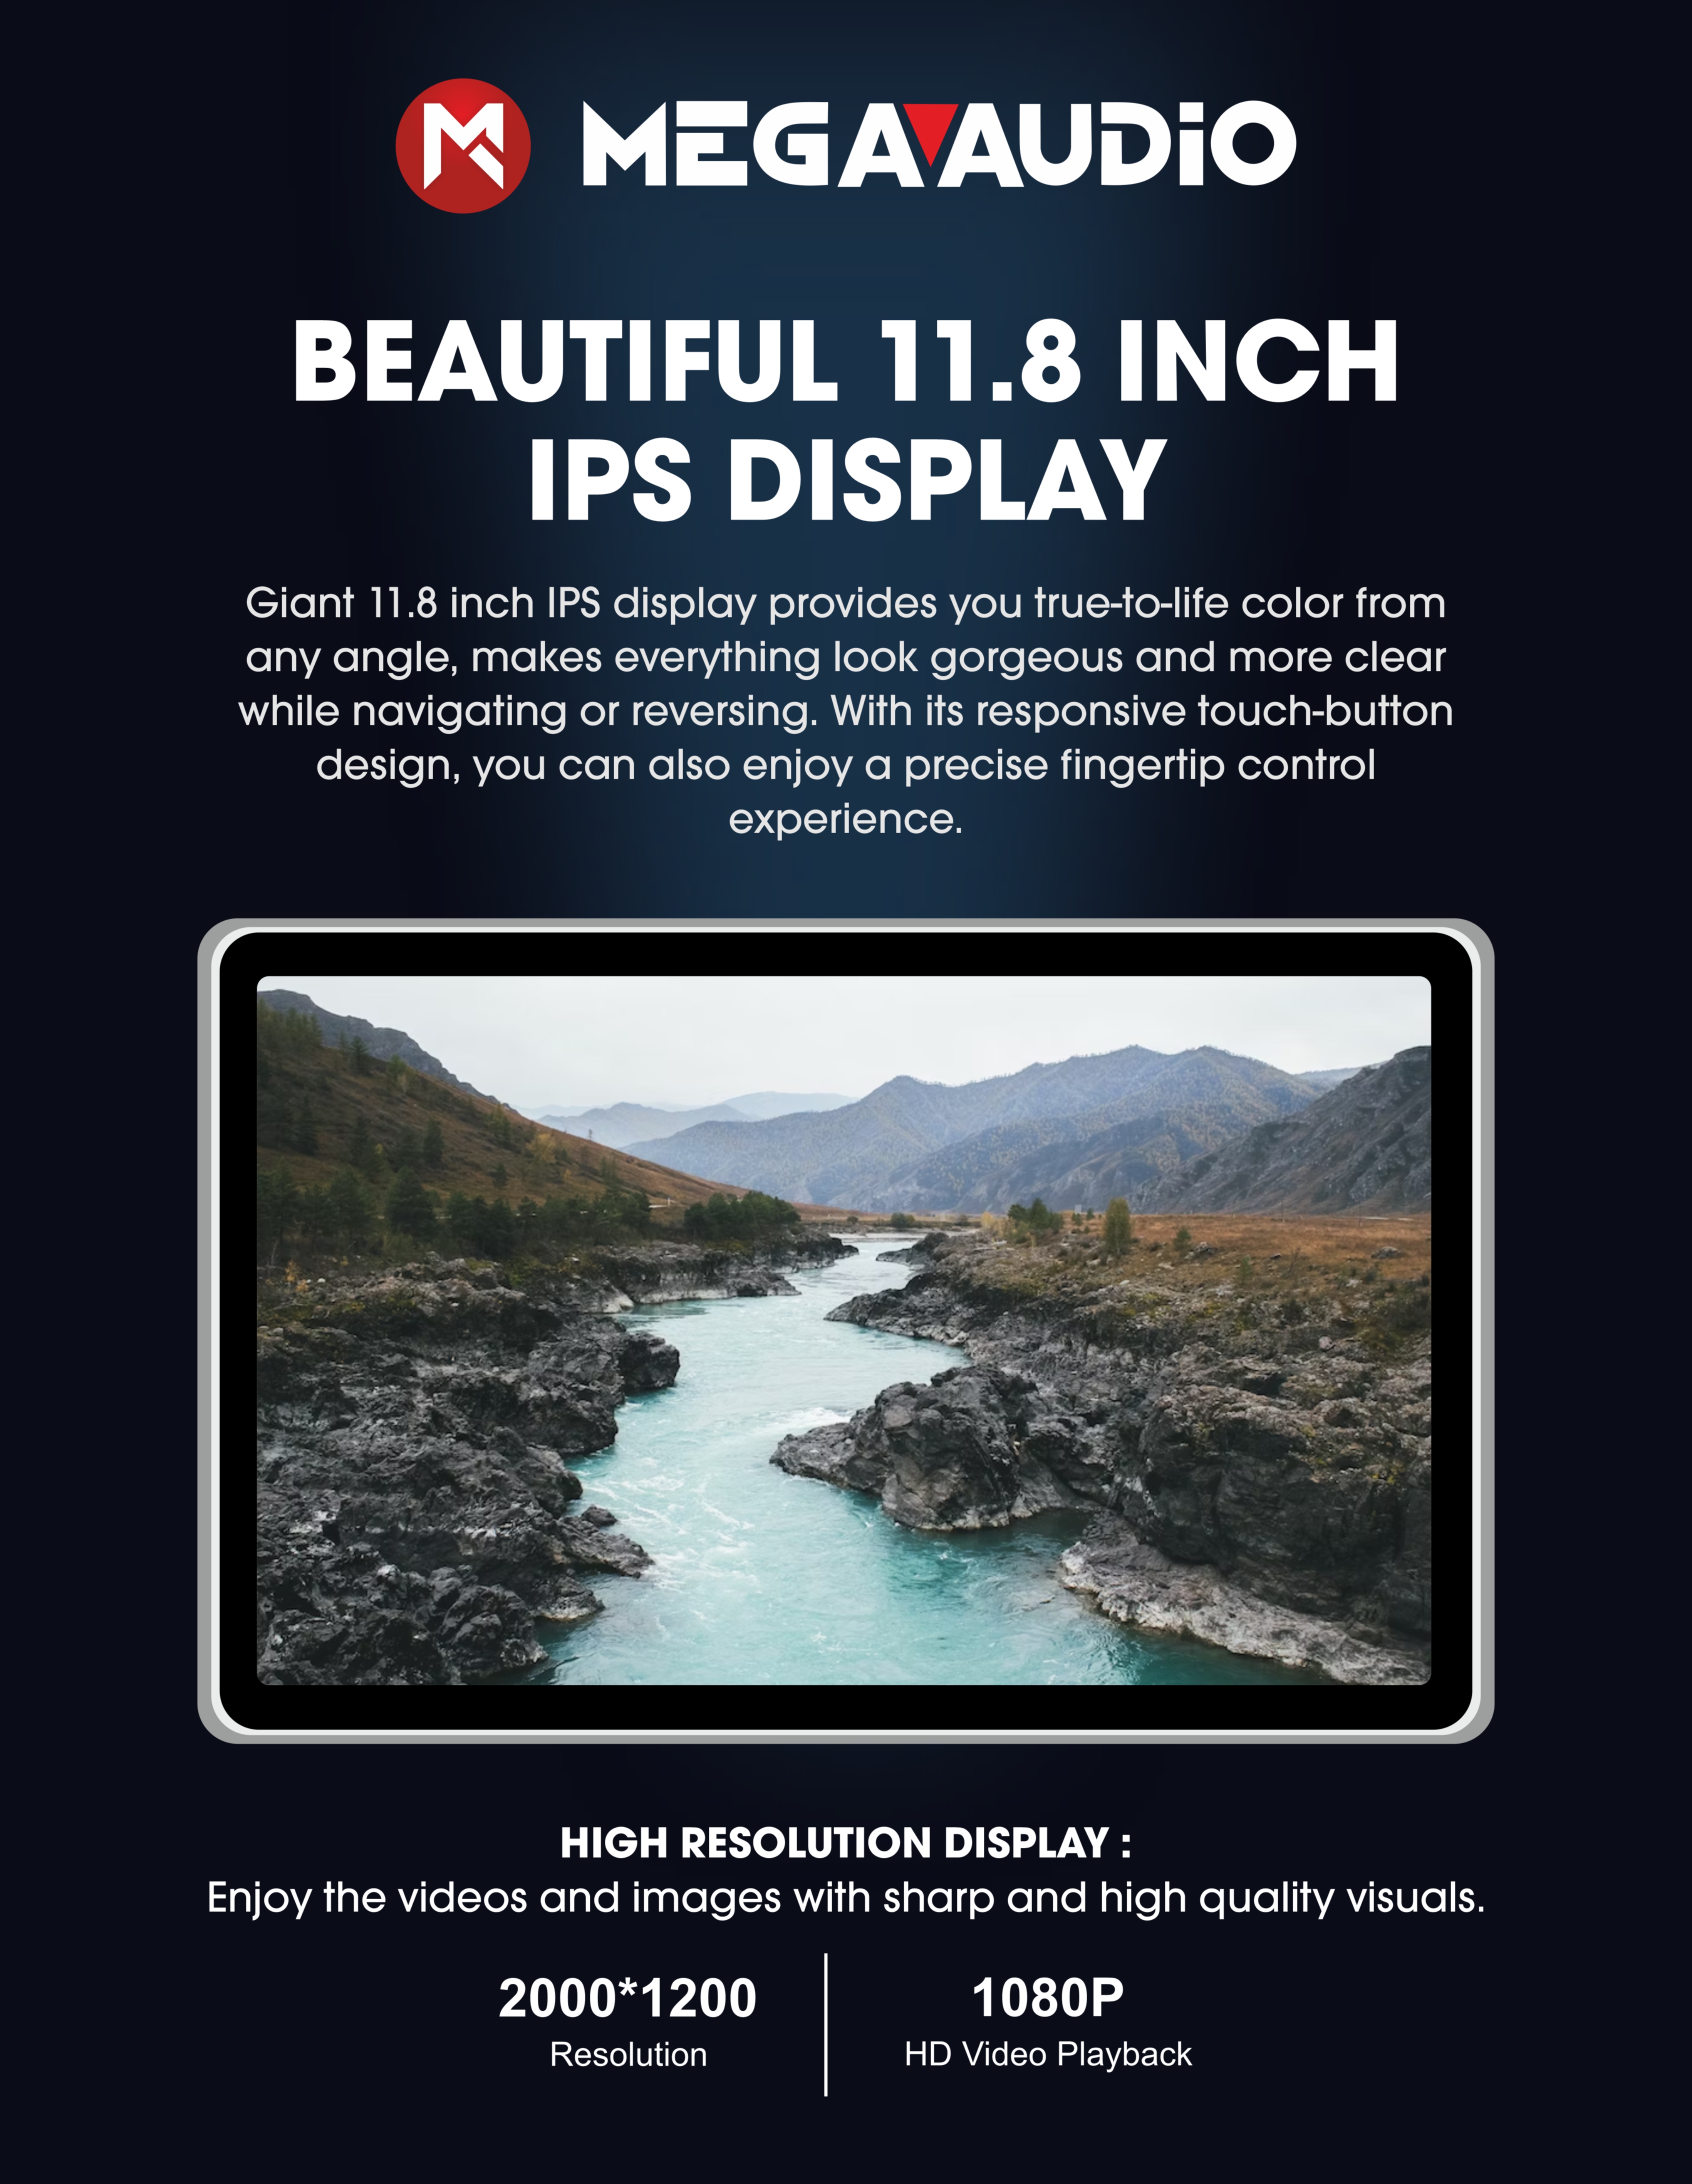 MEGA AUDiO
BEAUTIFUL 11.8 INCH
IPS DISPLAY
Giant 11.8 inch IPS display provides you true-to-life color from
any angle, makes everything look gorgeous and more clear
while navigating or reversing. With its responsive touch-button
design, you can also enjoy a precise fingertip control
experience.
HIGH RESOLUTION DISPLAY :
Enjoy the videos and images with sharp and high quality visuals.
2000*1200
Resolution
1080P
HD Video Playback